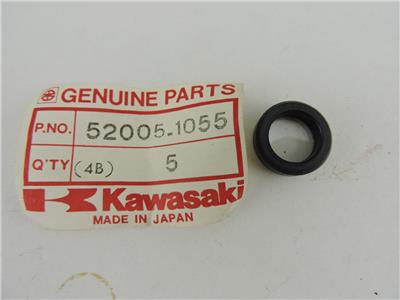 GENUINE PARTS
P.NO. 52005-1055
Q'TY (4B) 5
Kawasaki
MADE IN JAPAN